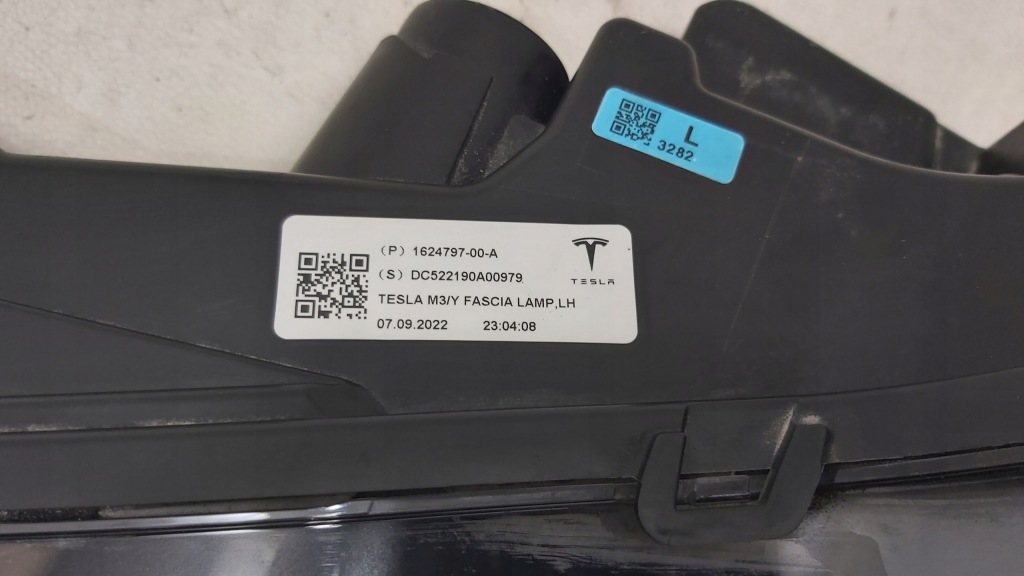 L
3282
(P) 1624797-00-A
(S) DC522190A00979
TESLA
TESLA M3/Y FASCIA LAMP,LH
07.09.2022 23:04:08